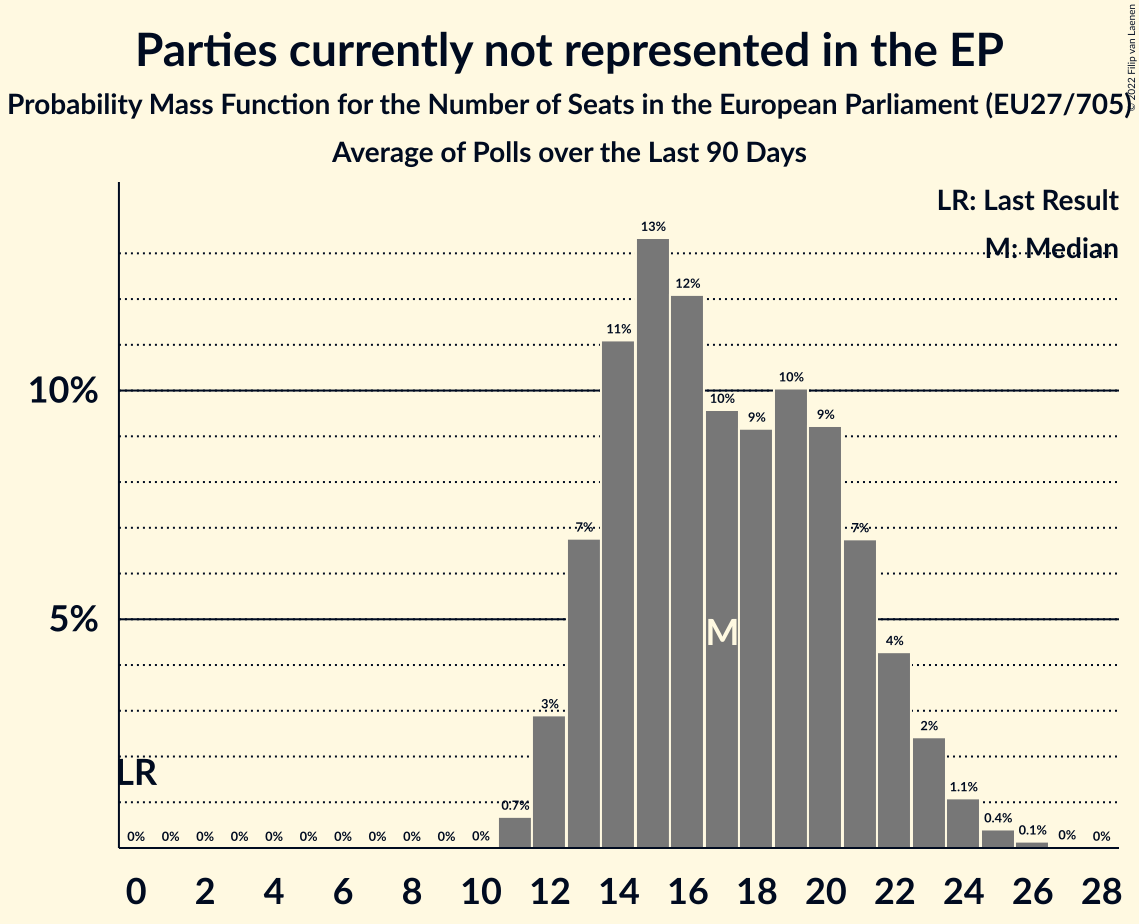 Parties currently not represented in the EP
© 2022 Filip van Laenen
Probability Mass Function for the Number of Seats in the European Parliament (EU27/705)
Average of Polls over the Last 90 Days
LR: Last Result
M: Median
13%
12%
11%
10%
10%
10%
9%
9%
7%
7%
5%
M
4%
3%
2%
LR
1.1%
0.7%
0.4%
0.1%
0% 0% 0% 0% 0% 0% 0% 0% 0% 0% 0% 0% 0%
0 2 4 6 8 10 12 14 16 18 20 22 24 26 28